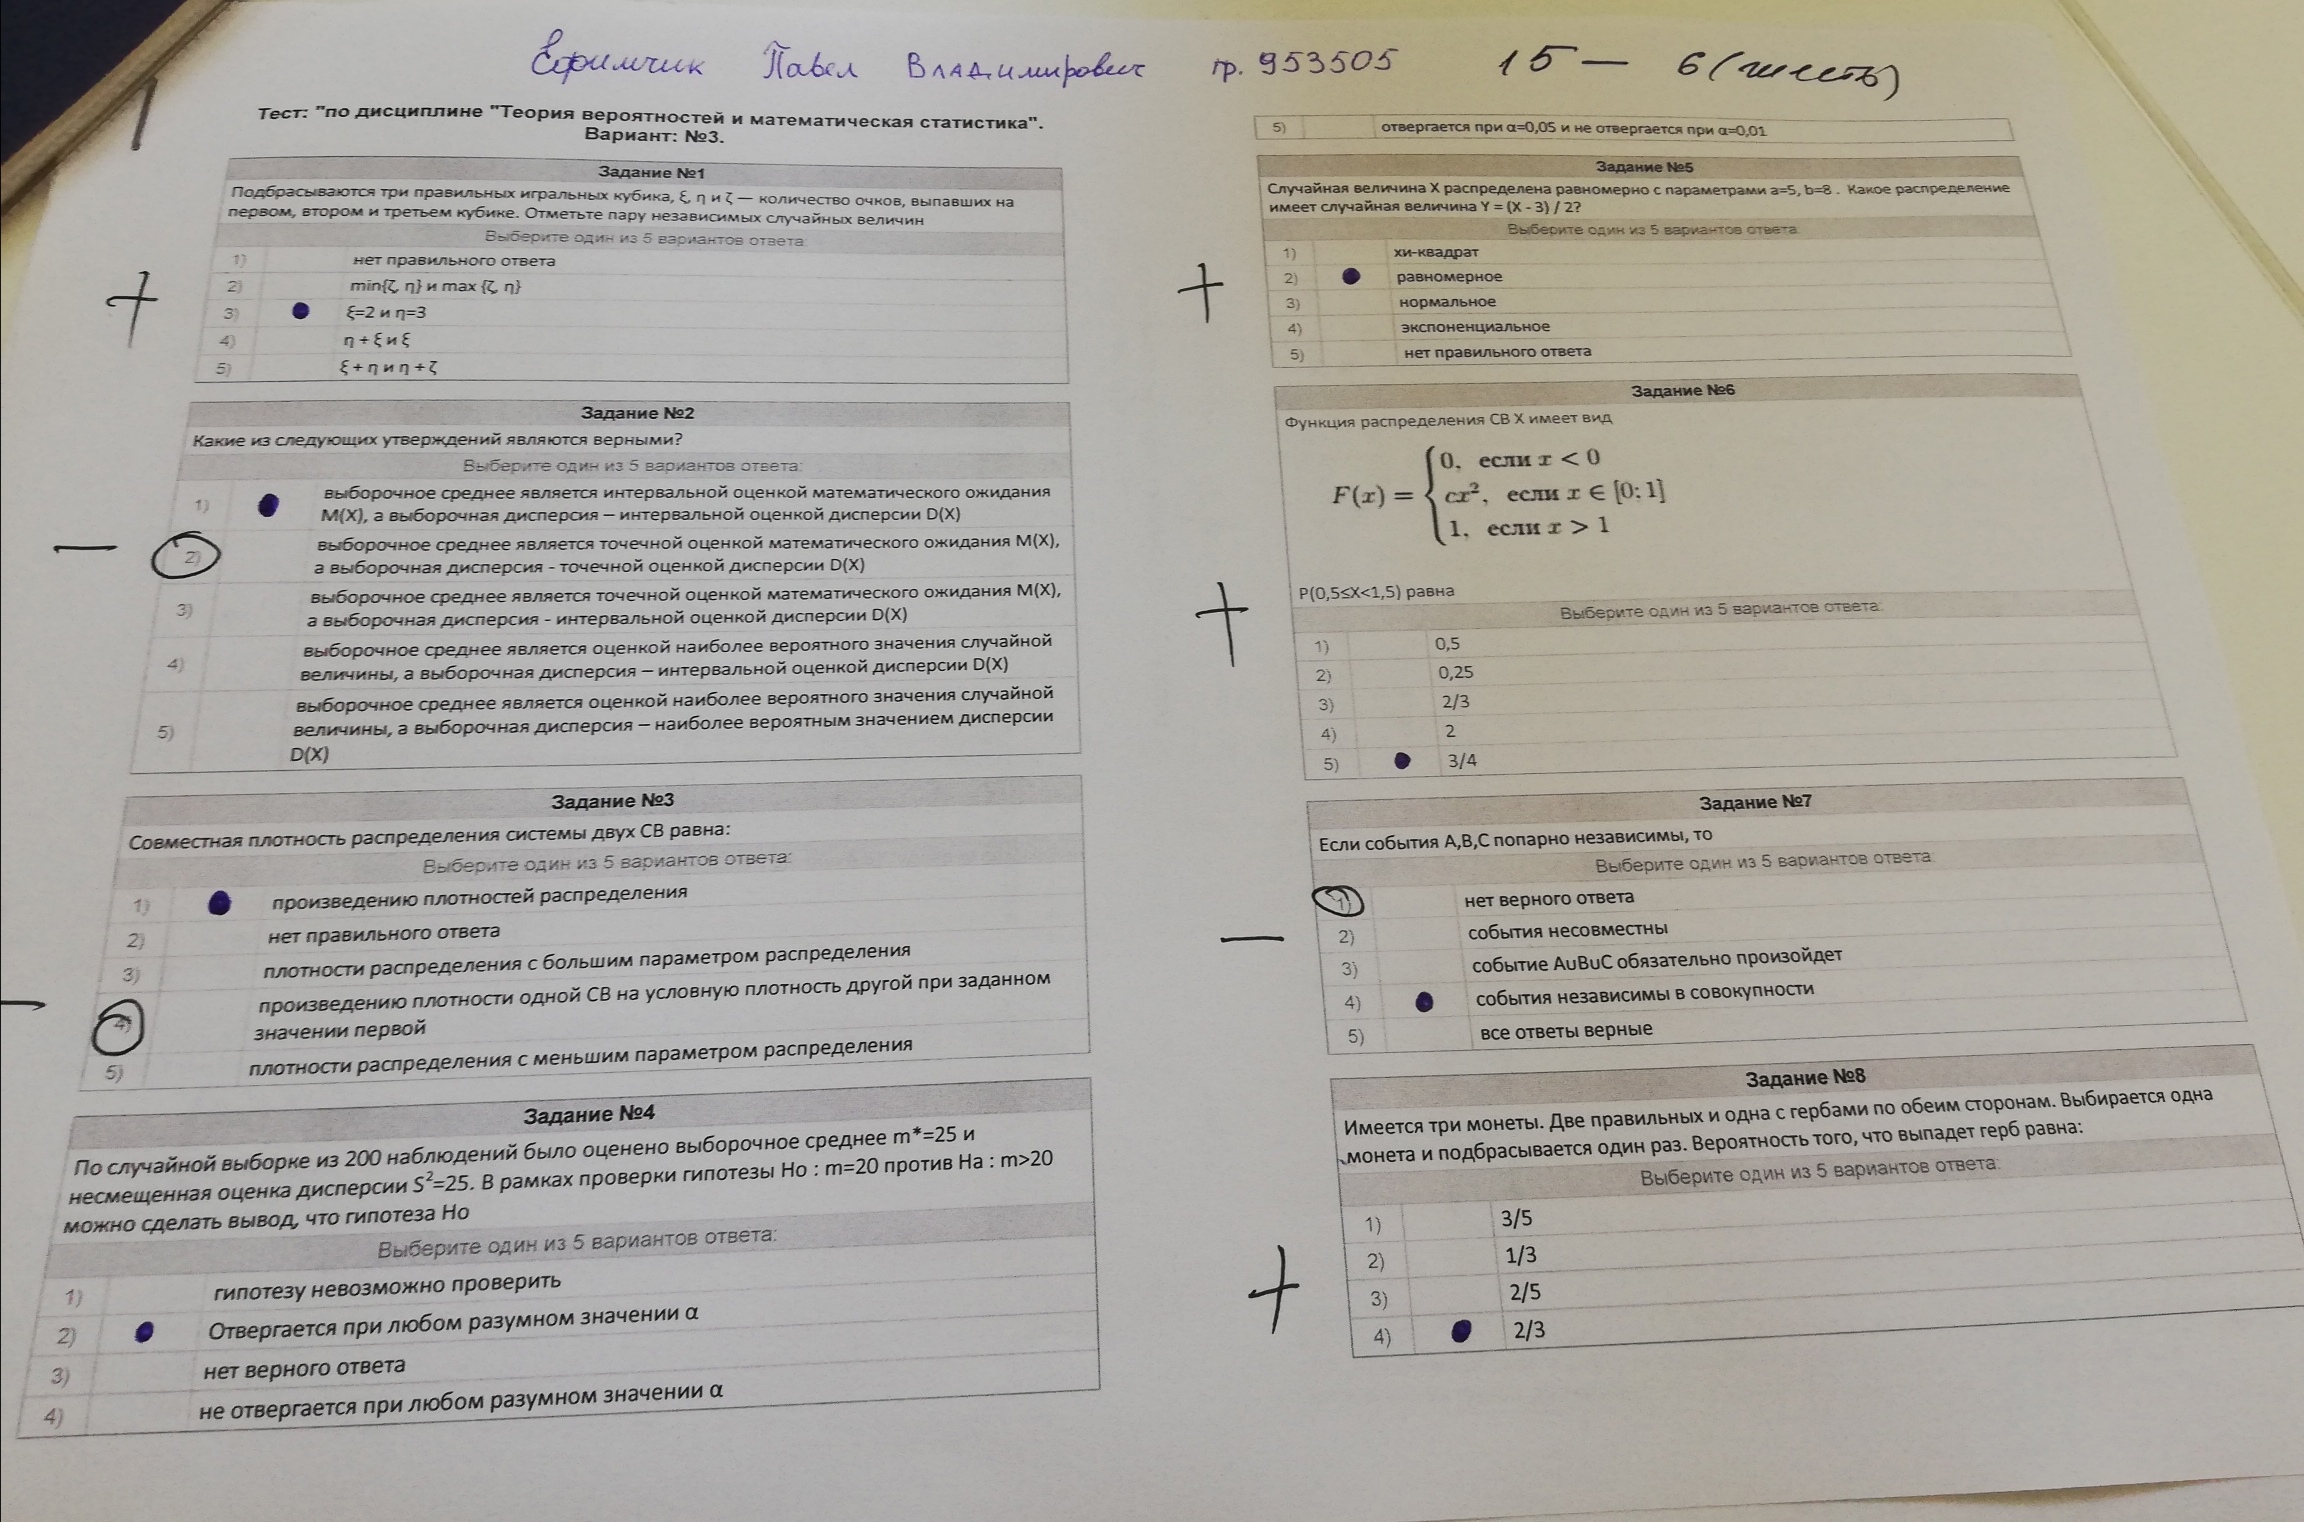 Ефимчик Павел Владимирович гр. 953505 15 — 6 (шесть)
Тест: "по дисциплине "Теория вероятностей и математическая статистика".
Вариант: №3.
Задание №1
Подбрасываются три правильных игральных кубика, ξ, η и ζ — количество очков, выпавших на
первом, втором и третьем кубике. Отметьте пару независимых случайных величин
Выберите один из 5 вариантов ответа:
1) нет правильного ответа
2) min{ζ, η} и max {ζ, η}
3) ξ=2 и η=3
4) η + ξ и ξ
5) ξ + η и η + ζ
+
Задание №2
Какие из следующих утверждений являются верными?
Выберите один из 5 вариантов ответа:
1) выборочное среднее является интервальной оценкой математического ожидания
M(X), а выборочная дисперсия – интервальной оценкой дисперсии D(X)
2) выборочное среднее является точечной оценкой математического ожидания M(X),
а выборочная дисперсия - точечной оценкой дисперсии D(X)
3) выборочное среднее является точечной оценкой математического ожидания M(X),
а выборочная дисперсия - интервальной оценкой дисперсии D(X)
4) выборочное среднее является оценкой наиболее вероятного значения случайной
величины, а выборочная дисперсия – интервальной оценкой дисперсии D(X)
5) выборочное среднее является оценкой наиболее вероятного значения случайной
величины, а выборочная дисперсия – наиболее вероятным значением дисперсии
D(X)
—
Задание №3
Совместная плотность распределения системы двух СВ равна:
Выберите один из 5 вариантов ответа:
1) произведению плотностей распределения
2) нет правильного ответа
3) плотности распределения с большим параметром распределения
4) произведению плотности одной СВ на условную плотность другой при заданном
значении первой
5) плотности распределения с меньшим параметром распределения
—
Задание №4
По случайной выборке из 200 наблюдений было оценено выборочное среднее m*=25 и
несмещенная оценка дисперсии S²=25. В рамках проверки гипотезы Но : m=20 против На : m>20
можно сделать вывод, что гипотеза Но
Выберите один из 5 вариантов ответа:
1) гипотезу невозможно проверить
2) Отвергается при любом разумном значении α
3) нет верного ответа
4) не отвергается при любом разумном значении α
5) отвергается при α=0,05 и не отвергается при α=0,01
Задание №5
Случайная величина X распределена равномерно с параметрами a=5, b=8 . Какое распределение
имеет случайная величина Y = (X - 3) / 2?
Выберите один из 5 вариантов ответа:
1) хи-квадрат
2) равномерное
3) нормальное
4) экспоненциальное
5) нет правильного ответа
+
Задание №6
Функция распределения СВ X имеет вид
0, если x < 0
F(x) = { cx², если x ∈ [0; 1]
1, если x > 1
P(0,5≤X<1,5) равна
Выберите один из 5 вариантов ответа:
1) 0,5
2) 0,25
3) 2/3
4) 2
5) 3/4
+
Задание №7
Если события A,B,C попарно независимы, то
Выберите один из 5 вариантов ответа:
1) нет верного ответа
2) события несовместны
3) событие AuBuC обязательно произойдет
4) события независимы в совокупности
5) все ответы верные
—
Задание №8
Имеется три монеты. Две правильных и одна с гербами по обеим сторонам. Выбирается одна
монета и подбрасывается один раз. Вероятность того, что выпадет герб равна:
Выберите один из 5 вариантов ответа:
1) 3/5
2) 1/3
3) 2/5
4) 2/3
+